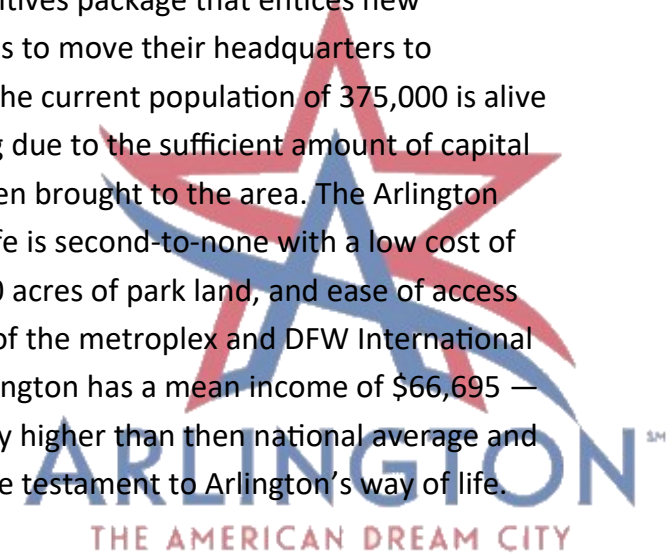 tives package that entices new
s to move their headquarters to
he current population of 375,000 is alive
g due to the sufficient amount of capital
en brought to the area. The Arlington
fe is second-to-none with a low cost of
0 acres of park land, and ease of access
of the metroplex and DFW International
ington has a mean income of $66,695 —
y higher than then national average and
e testament to Arlington's way of life.
ARLINGTON SM
THE AMERICAN DREAM CITY